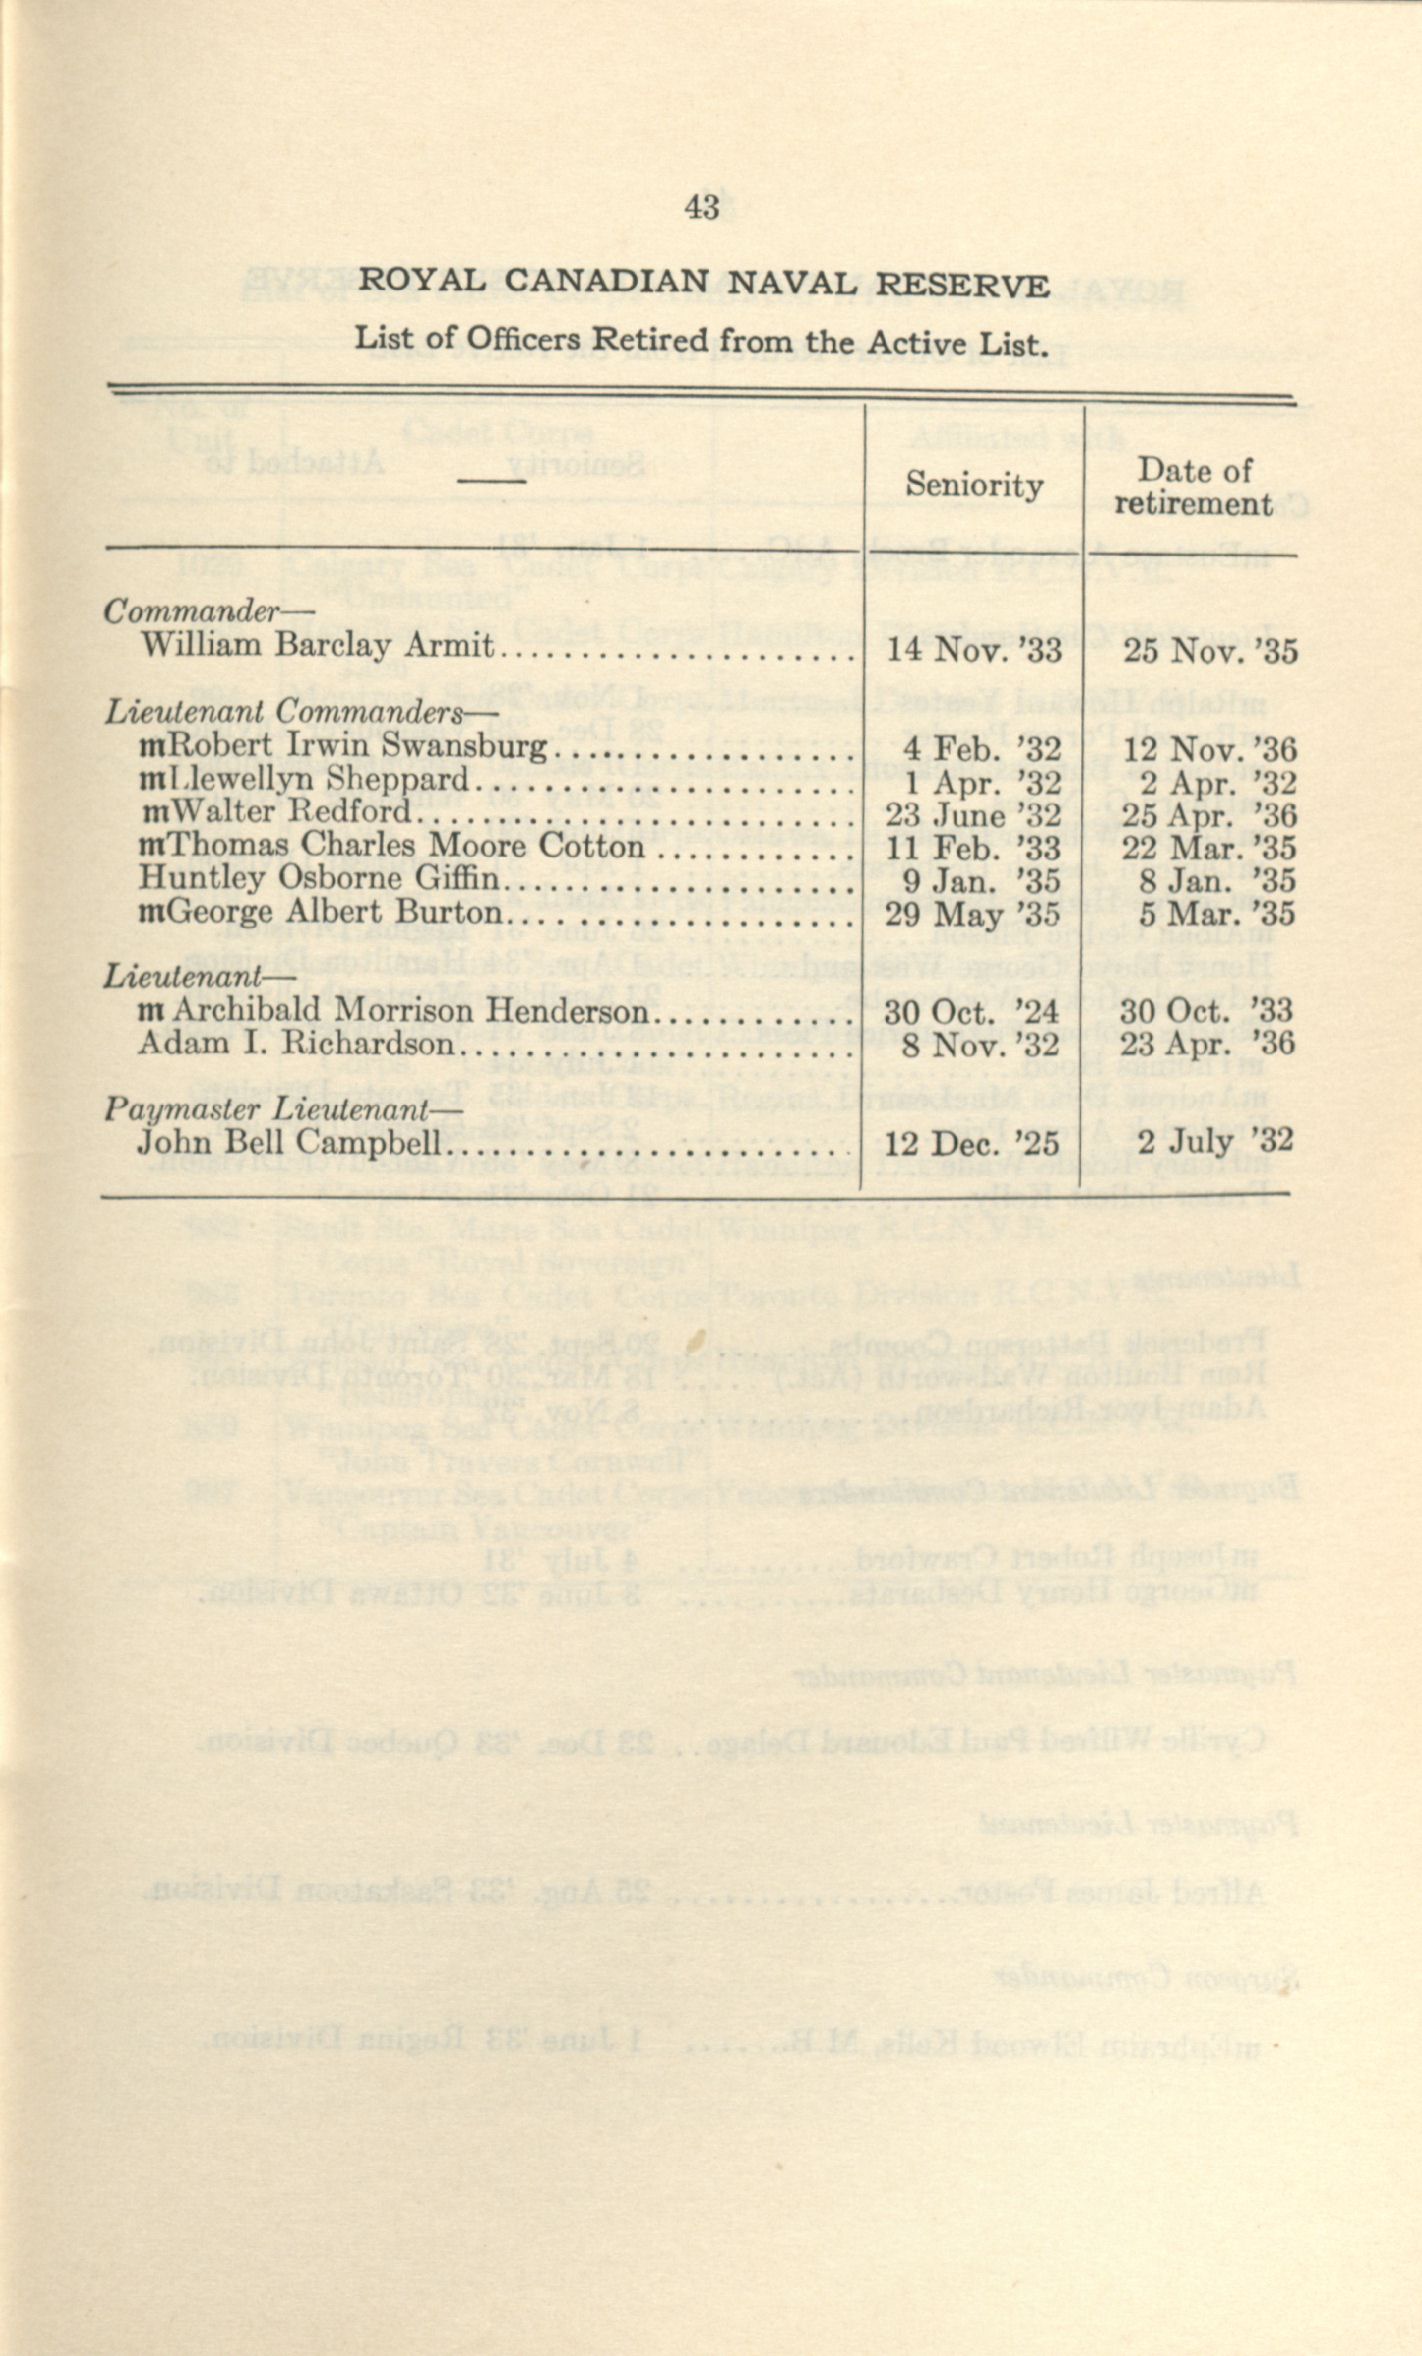 43
ROYAL CANADIAN NAVAL RESERVE
List of Officers Retired from the Active List.
—— Seniority Date of retirement
Commander—
William Barclay Armit...................... 14 Nov. '33 25 Nov. '35
Lieutenant Commanders—
mRobert Irwin Swansburg................... 4 Feb. '32 12 Nov. '36
mLlewellyn Sheppard....................... 1 Apr. '32 2 Apr. '32
mWalter Redford........................... 23 June '32 25 Apr. '36
mThomas Charles Moore Cotton ............ 11 Feb. '33 22 Mar. '35
Huntley Osborne Giffin...................... 9 Jan. '35 8 Jan. '35
mGeorge Albert Burton..................... 29 May '35 5 Mar. '35
Lieutenant—
m Archibald Morrison Henderson............ 30 Oct. '24 30 Oct. '33
Adam I. Richardson........................ 8 Nov. '32 23 Apr. '36
Paymaster Lieutenant—
John Bell Campbell......................... 12 Dec. '25 2 July '32